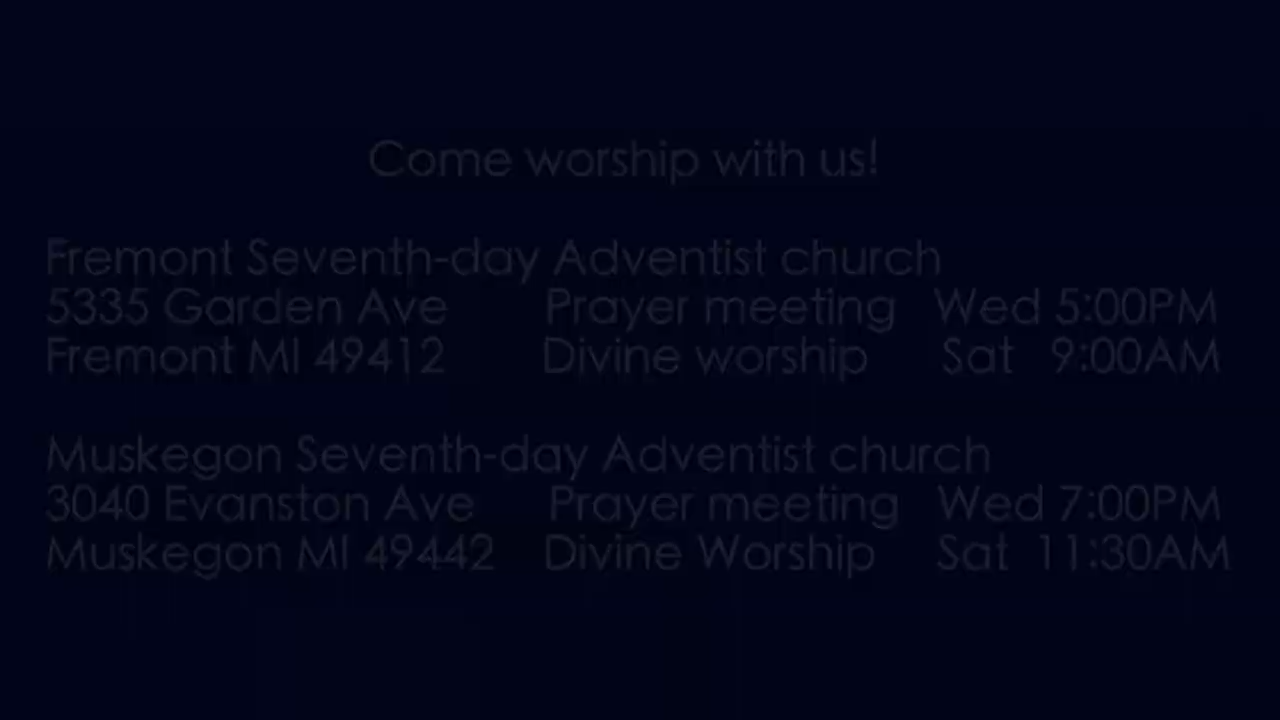 Come worship with us!
Fremont Seventh-day Adventist church
5335 Garden Ave Prayer meeting Wed 5:00PM
Fremont MI 49412 Divine worship Sat 9:00AM
Muskegon Seventh-day Adventist church
3040 Evanston Ave Prayer meeting Wed 7:00PM
Muskegon MI 49442 Divine Worship Sat 11:30AM